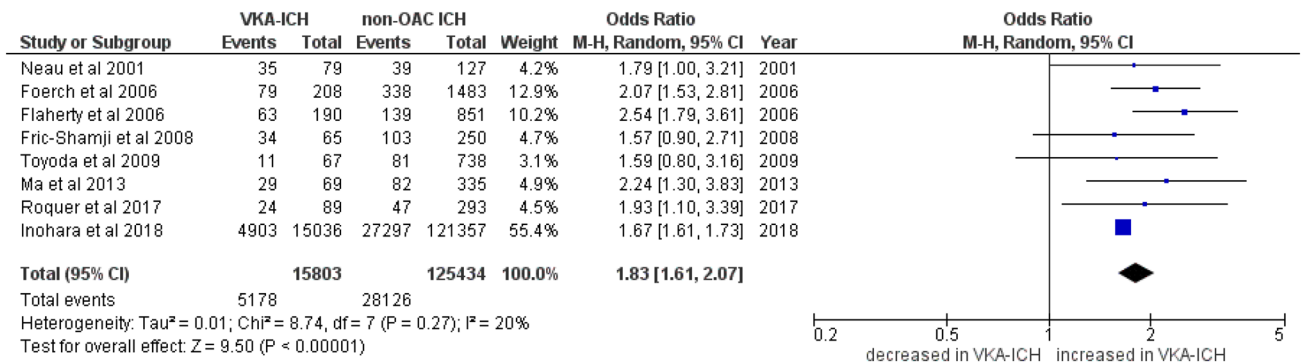 VKA-ICH non-OAC ICH Odds Ratio Odds Ratio
Study or Subgroup Events Total Events Total Weight M-H, Random, 95% CI Year M-H, Random, 95% CI
Neau et al 2001 35 79 39 127 4.2% 1.79 [1.00, 3.21] 2001
Foerch et al 2006 79 208 338 1483 12.9% 2.07 [1.53, 2.81] 2006
Flaherty et al 2006 63 190 139 851 10.2% 2.54 [1.79, 3.61] 2006
Fric-Shamji et al 2008 34 65 103 250 4.7% 1.57 [0.90, 2.71] 2008
Toyoda et al 2009 11 67 81 738 3.1% 1.59 [0.80, 3.16] 2009
Ma et al 2013 29 69 82 335 4.9% 2.24 [1.30, 3.83] 2013
Roquer et al 2017 24 89 47 293 4.5% 1.93 [1.10, 3.39] 2017
Inohara et al 2018 4903 15036 27297 121357 55.4% 1.67 [1.61, 1.73] 2018
Total (95% CI) 15803 125434 100.0% 1.83 [1.61, 2.07]
Total events 5178 28126
Heterogeneity: Tau² = 0.01; Chi² = 8.74, df = 7 (P = 0.27); I² = 20%
Test for overall effect: Z = 9.50 (P < 0.00001)
0.2 0.5 1 2 5
decreased in VKA-ICH increased in VKA-ICH